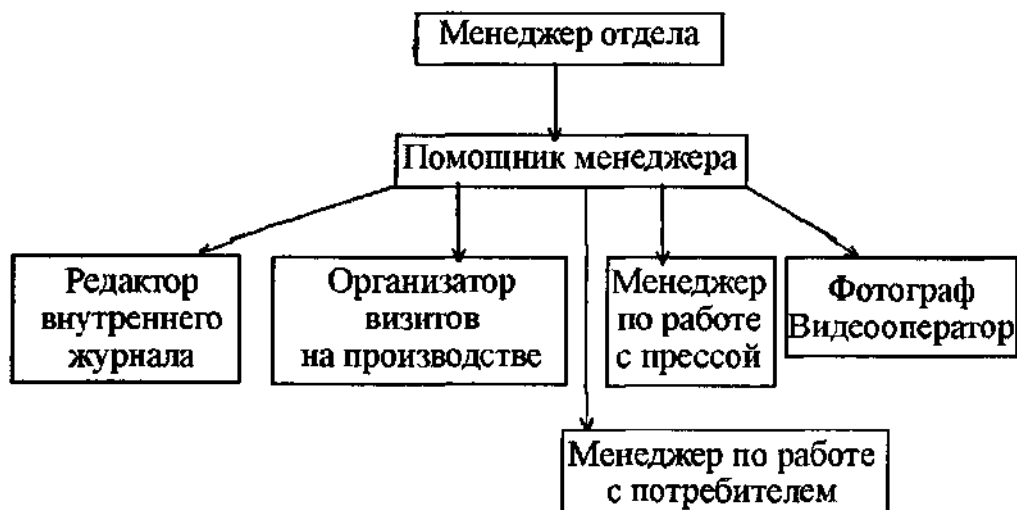 Менеджер отдела
Помощник менеджера
Редактор
внутреннего
журнала
Организатор
визитов
на производстве
Менеджер
по работе
с прессой
Фотограф
Видеооператор
Менеджер по работе
с потребителем